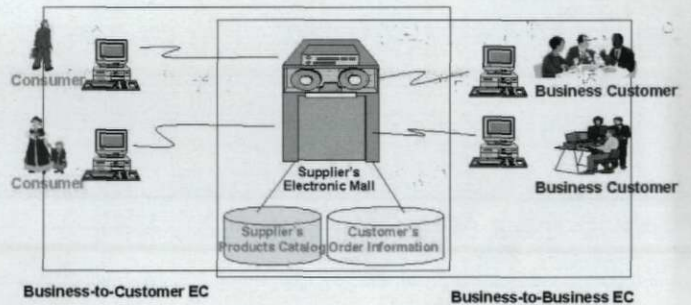 Consumer
Business Customer
Consumer
Business Customer
Supplier's
Electronic Mall
Supplier's
Products Catalog
Customer's
Order Information
Business-to-Customer EC
Business-to-Business EC